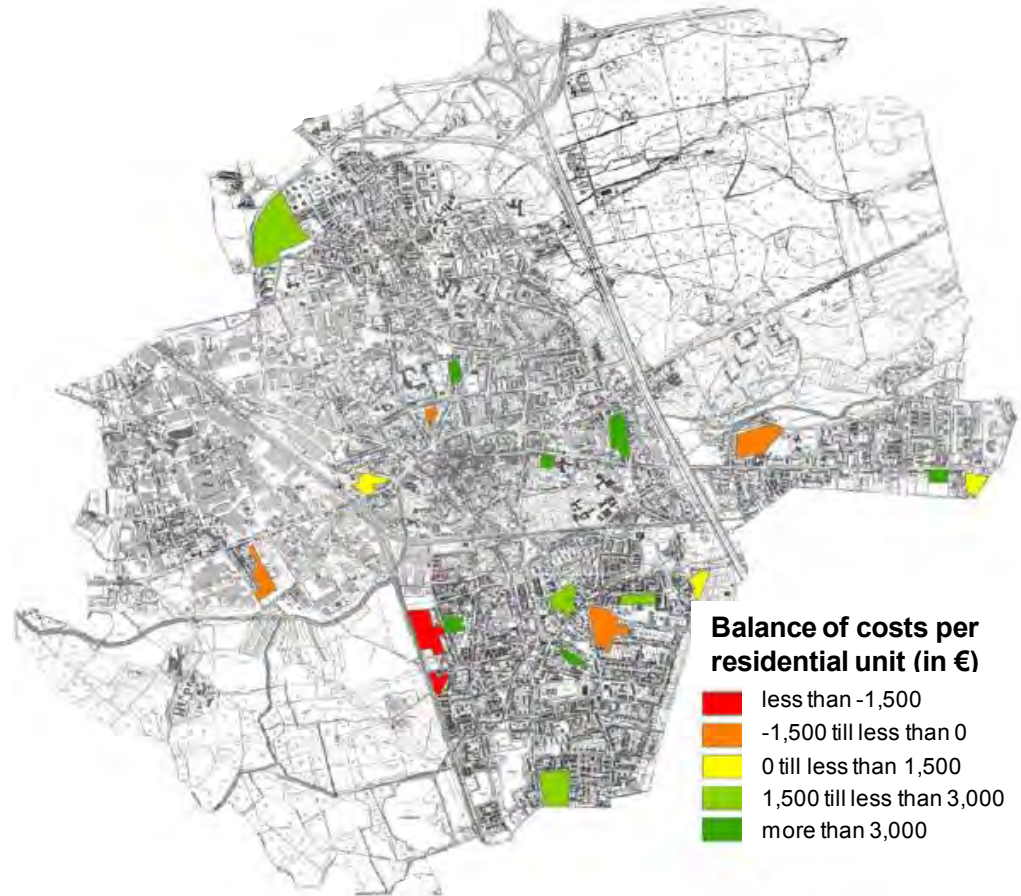 Balance of costs per
residential unit (in €)
less than -1,500
-1,500 till less than 0
0 till less than 1,500
1,500 till less than 3,000
more than 3,000